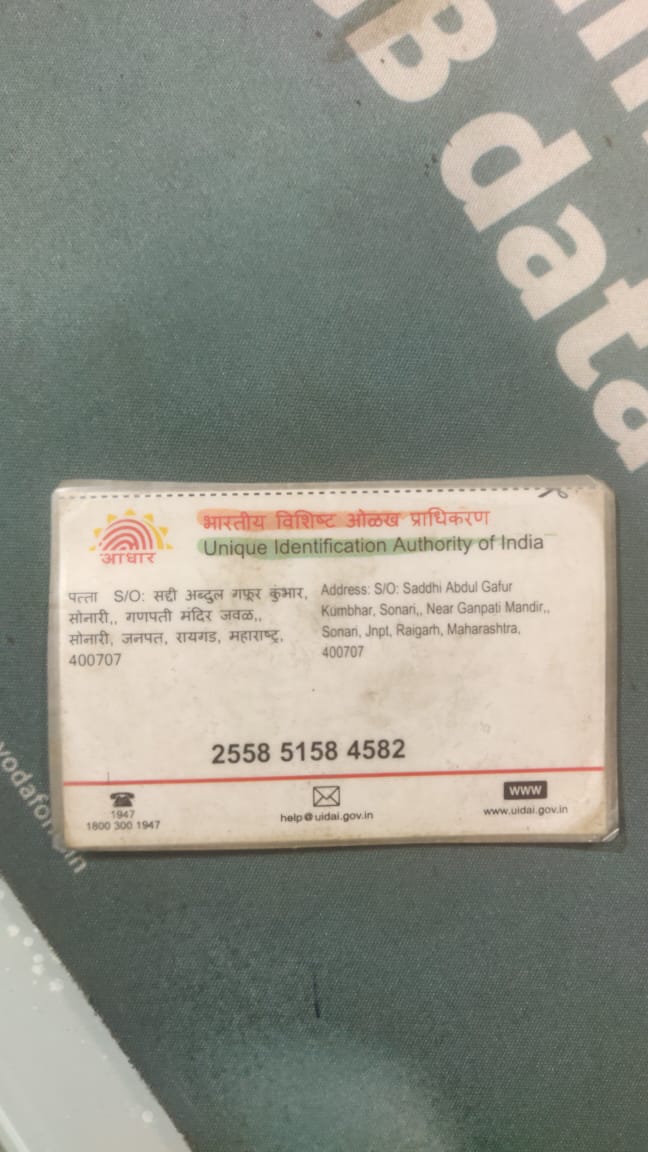 B data
भारतीय विशिष्ट ओळख प्राधिकरण
Unique Identification Authority of India
आधार
पत्ता S/O: सद्दी अब्दुल गफूर कुंभार,
सोनारी,, गणपती मंदिर जवळ,,
सोनारी, जनपत, रायगड, महाराष्ट्र,
400707
Address: S/O: Saddhi Abdul Gafur
Kumbhar, Sonari,, Near Ganpati Mandir,,
Sonari, Jnpt, Raigarh, Maharashtra,
400707
2558 5158 4582
1947
1800 300 1947
help@uidai.gov.in
www
www.uidai.gov.in